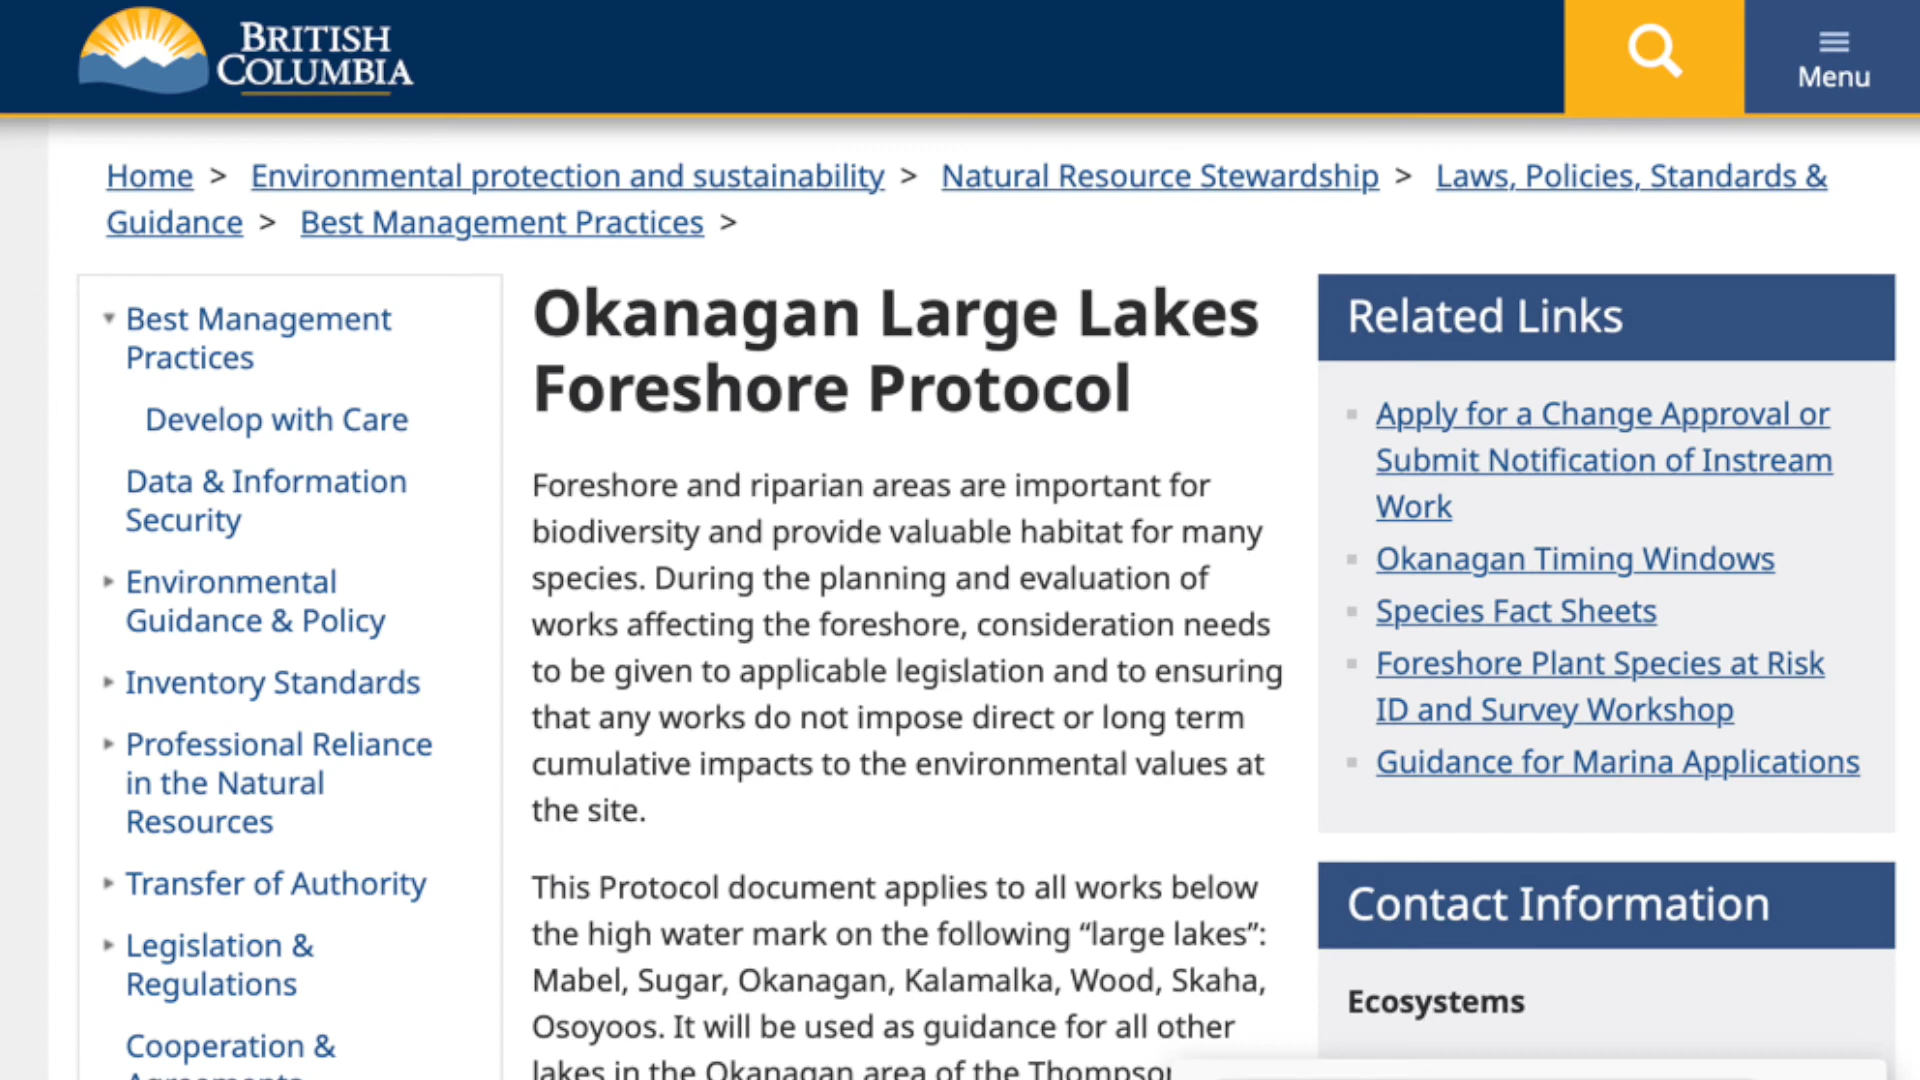 BRITISH
COLUMBIA
Menu
Home > Environmental protection and sustainability > Natural Resource Stewardship > Laws, Policies, Standards &
Guidance > Best Management Practices >
Best Management
Practices
Develop with Care
Data & Information
Security
Environmental
Guidance & Policy
Inventory Standards
Professional Reliance
in the Natural
Resources
Transfer of Authority
Legislation &
Regulations
Cooperation &
Agreements
Okanagan Large Lakes
Foreshore Protocol
Foreshore and riparian areas are important for
biodiversity and provide valuable habitat for many
species. During the planning and evaluation of
works affecting the foreshore, consideration needs
to be given to applicable legislation and to ensuring
that any works do not impose direct or long term
cumulative impacts to the environmental values at
the site.
This Protocol document applies to all works below
the high water mark on the following “large lakes”:
Mabel, Sugar, Okanagan, Kalamalka, Wood, Skaha,
Osoyoos. It will be used as guidance for all other
lakes in the Okanagan area of the
Related Links
Apply for a Change Approval or
Submit Notification of Instream
Work
Okanagan Timing Windows
Species Fact Sheets
Foreshore Plant Species at Risk
ID and Survey Workshop
Guidance for Marina Applications
Contact Information
Ecosystems